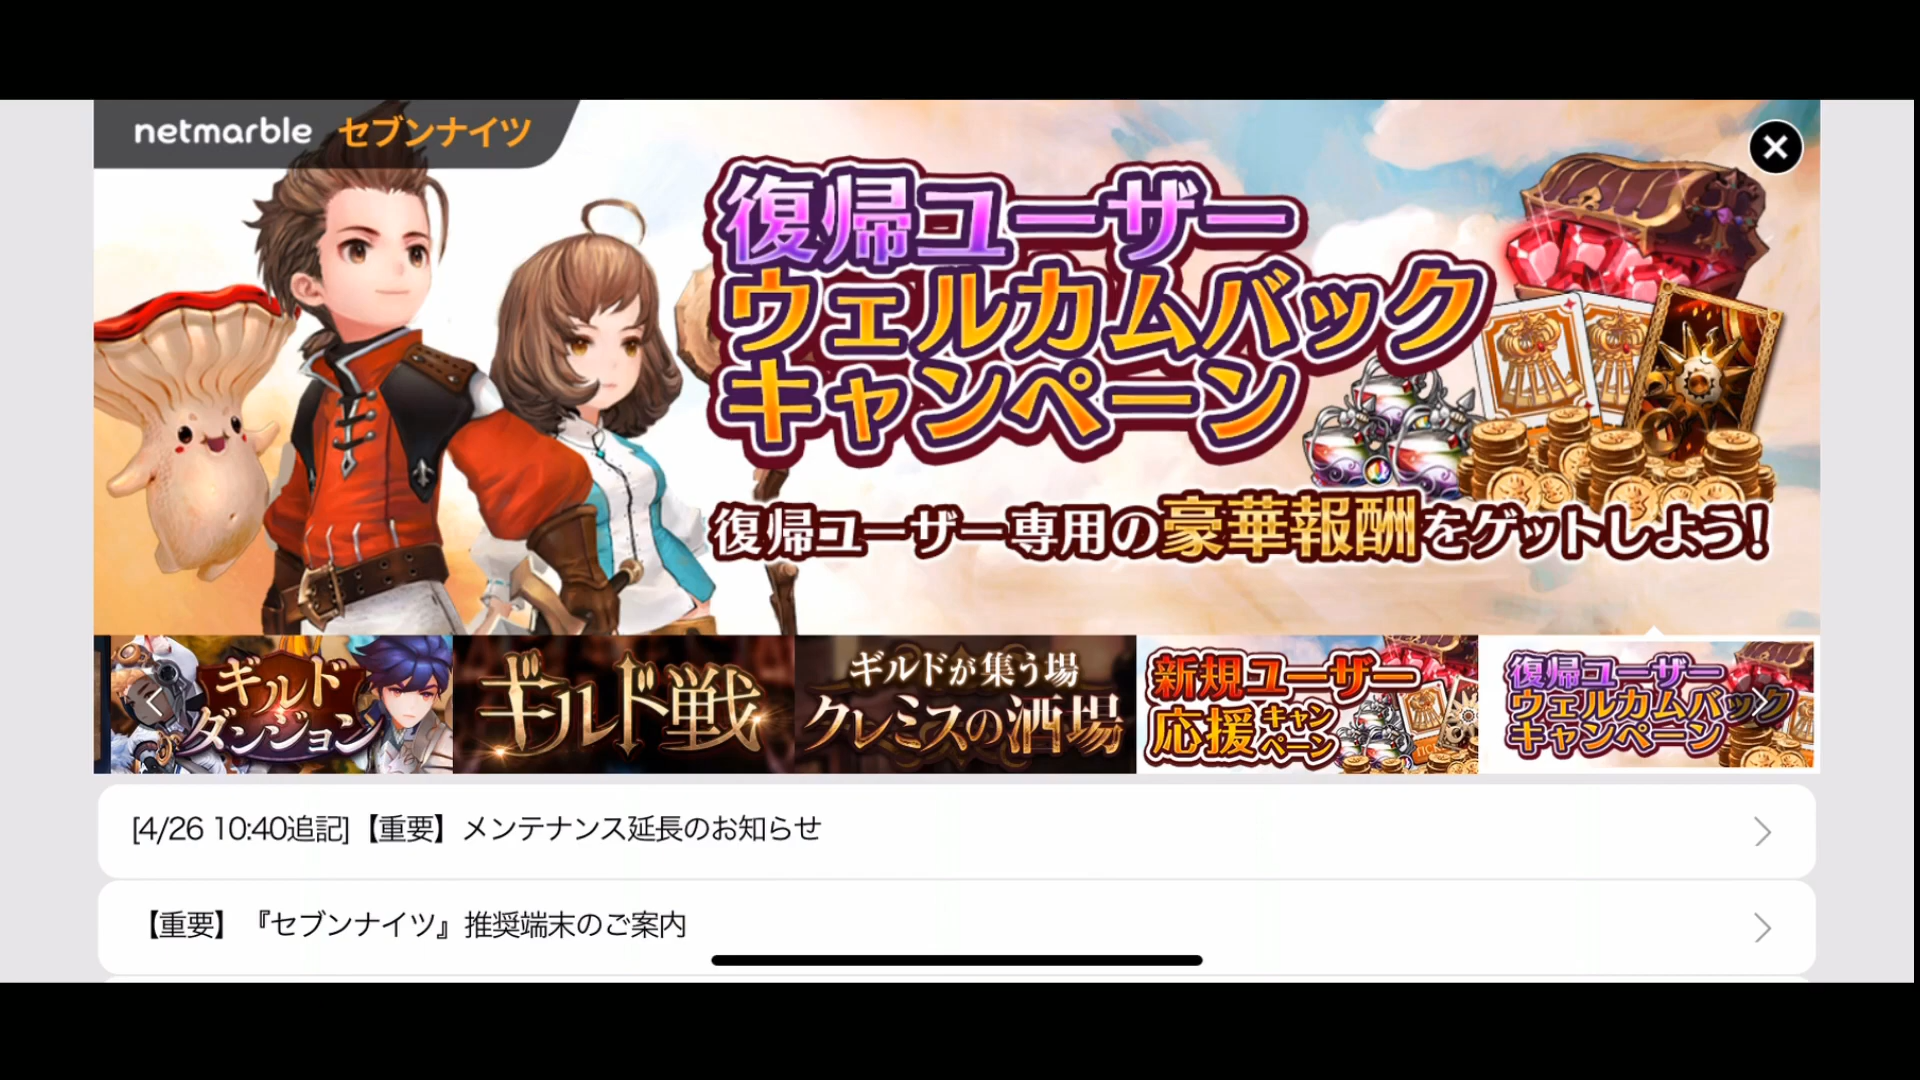 netmarble セブンナイツ
復帰ユーザー
ウェルカムバック
キャンペーン
復帰ユーザー専用の豪華報酬をゲットしよう!
ギルド
ダンジョン
ギルド戦
ギルドが集う場
クレミスの酒場
新規ユーザー
応援キャン
ペーン
復帰ユーザー
ウェルカムバック
キャンペーン
[4/26 10:40追記]【重要】メンテナンス延長のお知らせ
【重要】『セブンナイツ』推奨端末のご案内